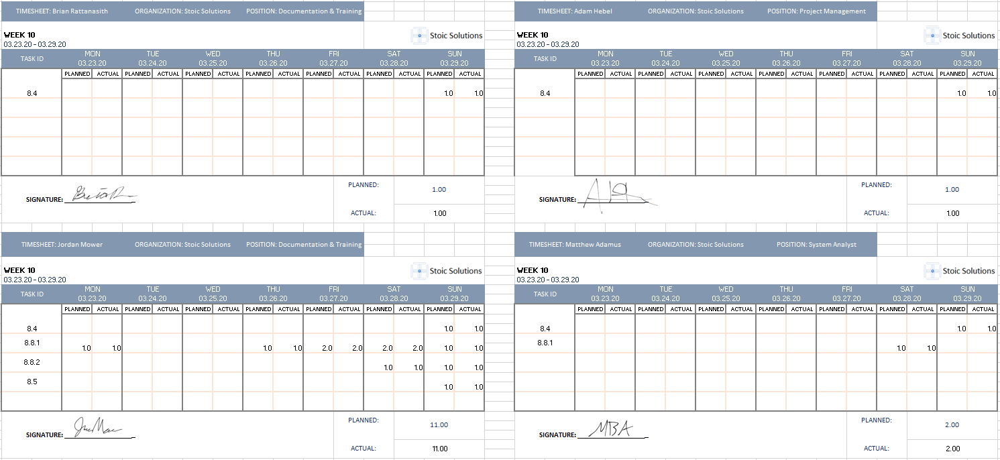 TIMESHEET: Brian Rattanasith ORGANIZATION: Stoic Solutions POSITION: Documentation & Training
WEEK 10
Stoic Solutions
03.23.20 - 03.29.20
TASK ID MON TUE WED THU FRI SAT SUN
03.23.20 03.24.20 03.25.20 03.26.20 03.27.20 03.28.20 03.29.20
PLANNED ACTUAL PLANNED ACTUAL PLANNED ACTUAL PLANNED ACTUAL PLANNED ACTUAL PLANNED ACTUAL PLANNED ACTUAL
8.4 1.0 1.0
PLANNED: 1.00
SIGNATURE:
ACTUAL: 1.00
TIMESHEET: Adam Hebel ORGANIZATION: Stoic Solutions POSITION: Project Management
WEEK 10
Stoic Solutions
03.23.20 - 03.29.20
TASK ID MON TUE WED THU FRI SAT SUN
03.23.20 03.24.20 03.25.20 03.26.20 03.27.20 03.28.20 03.29.20
PLANNED ACTUAL PLANNED ACTUAL PLANNED ACTUAL PLANNED ACTUAL PLANNED ACTUAL PLANNED ACTUAL PLANNED ACTUAL
8.4 1.0 1.0
PLANNED: 1.00
SIGNATURE:
ACTUAL: 1.00
TIMESHEET: Jordan Mower ORGANIZATION: Stoic Solutions POSITION: Documentation & Training
WEEK 10
Stoic Solutions
03.23.20 - 03.29.20
TASK ID MON TUE WED THU FRI SAT SUN
03.23.20 03.24.20 03.25.20 03.26.20 03.27.20 03.28.20 03.29.20
PLANNED ACTUAL PLANNED ACTUAL PLANNED ACTUAL PLANNED ACTUAL PLANNED ACTUAL PLANNED ACTUAL PLANNED ACTUAL
8.4 1.0 1.0
8.8.1 1.0 1.0 1.0 1.0 2.0 2.0 2.0 2.0 1.0 1.0
8.8.2 1.0 1.0 1.0 1.0
8.5 1.0 1.0
PLANNED: 11.00
SIGNATURE:
ACTUAL: 11.00
TIMESHEET: Matthew Adamus ORGANIZATION: Stoic Solutions POSITION: System Analyst
WEEK 10
Stoic Solutions
03.23.20 - 03.29.20
TASK ID MON TUE WED THU FRI SAT SUN
03.23.20 03.24.20 03.25.20 03.26.20 03.27.20 03.28.20 03.29.20
PLANNED ACTUAL PLANNED ACTUAL PLANNED ACTUAL PLANNED ACTUAL PLANNED ACTUAL PLANNED ACTUAL PLANNED ACTUAL
8.4 1.0 1.0
8.8.1 1.0 1.0
PLANNED: 2.00
SIGNATURE: MBA
ACTUAL: 2.00